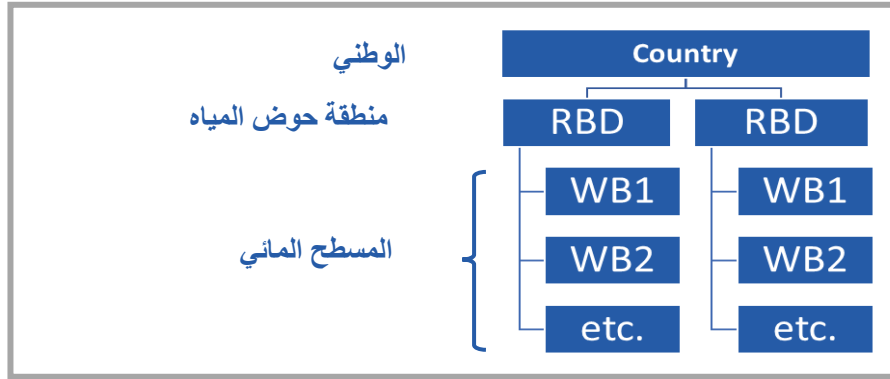 الوطني
Country
منطقة حوض المياه
RBD RBD
WB1 WB1
المسطح المائي
WB2 WB2
etc. etc.